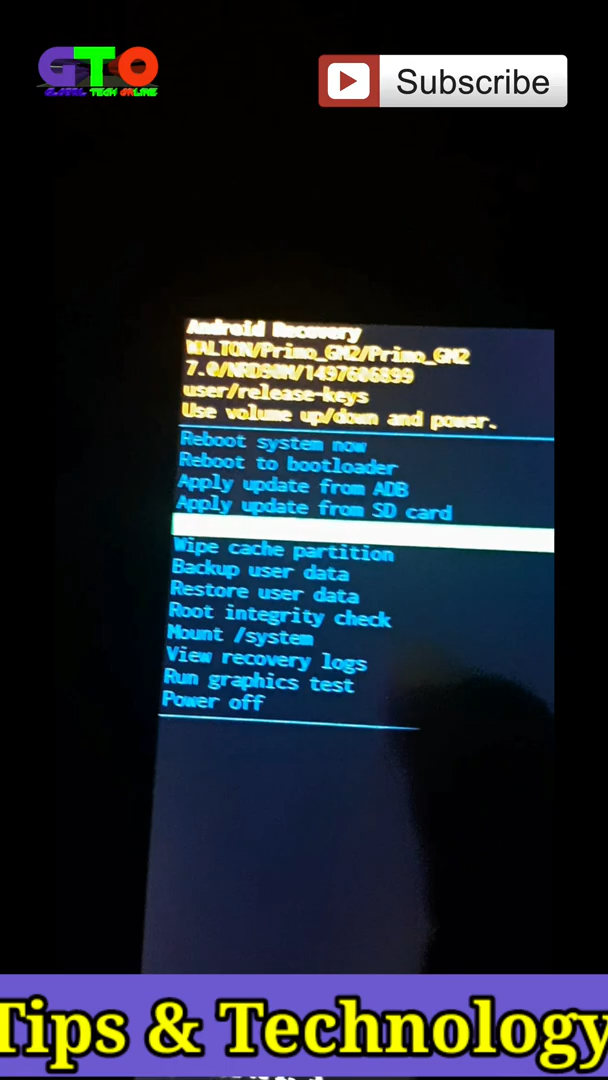 GTO
GLOBAL TECH ONLINE
Subscribe
Android Recovery
WALTON/Primo_GM2/Primo_GM2
7.0/NRD90M/1497606899
user/release-keys
Use volume up/down and power.
Reboot system now
Reboot to bootloader
Apply update from ADB
Apply update from SD card
Wipe cache partition
Backup user data
Restore user data
Root integrity check
Mount /system
View recovery logs
Run graphics test
Power off
Tips & Technology